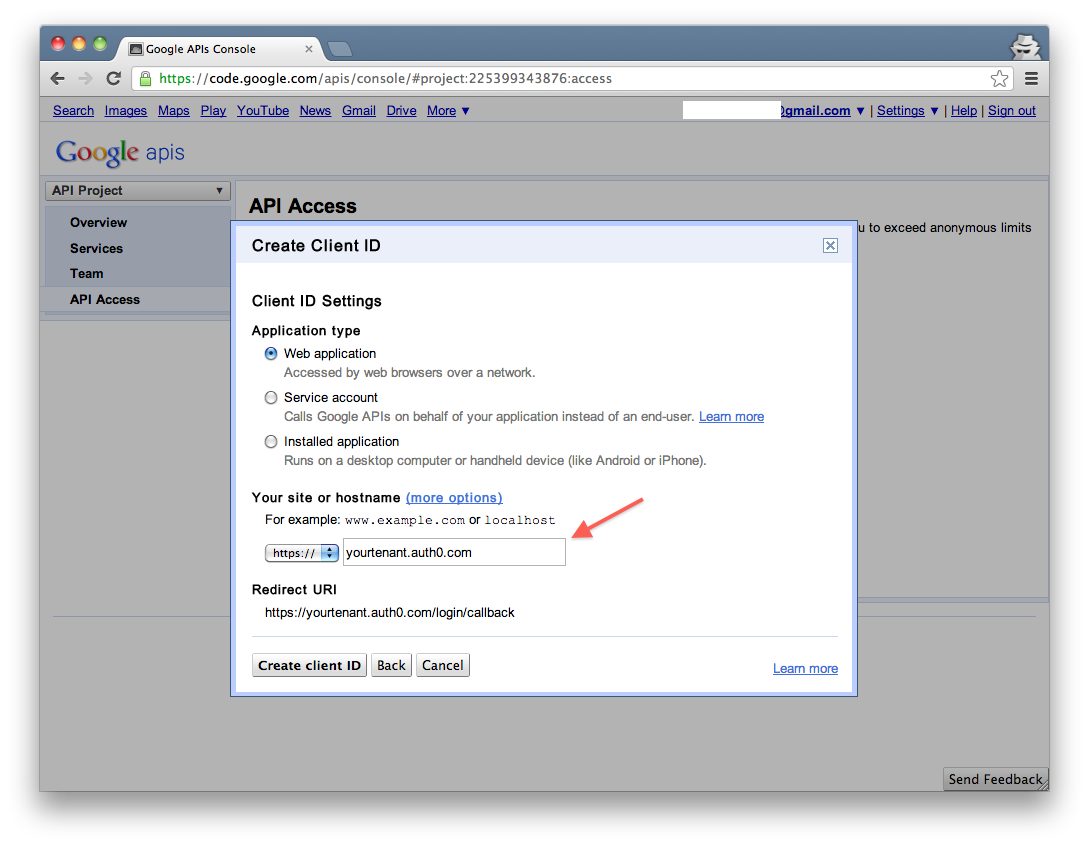 Google APIs Console
https://code.google.com/apis/console/#project:225399343876:access
Search Images Maps Play YouTube News Gmail Drive More ▼ @gmail.com ▼ | Settings ▼ | Help | Sign out
Google apis
API Project ▼
Overview
Services
Team
API Access
API Access
to exceed anonymous limits
Create Client ID
Client ID Settings
Application type
Web application
Accessed by web browsers over a network.
Service account
Calls Google APIs on behalf of your application instead of an end-user. Learn more
Installed application
Runs on a desktop computer or handheld device (like Android or iPhone).
Your site or hostname (more options)
For example: www.example.com or localhost
https:// yourtenant.auth0.com
Redirect URI
https://yourtenant.auth0.com/login/callback
Create client ID Back Cancel Learn more
Send Feedback